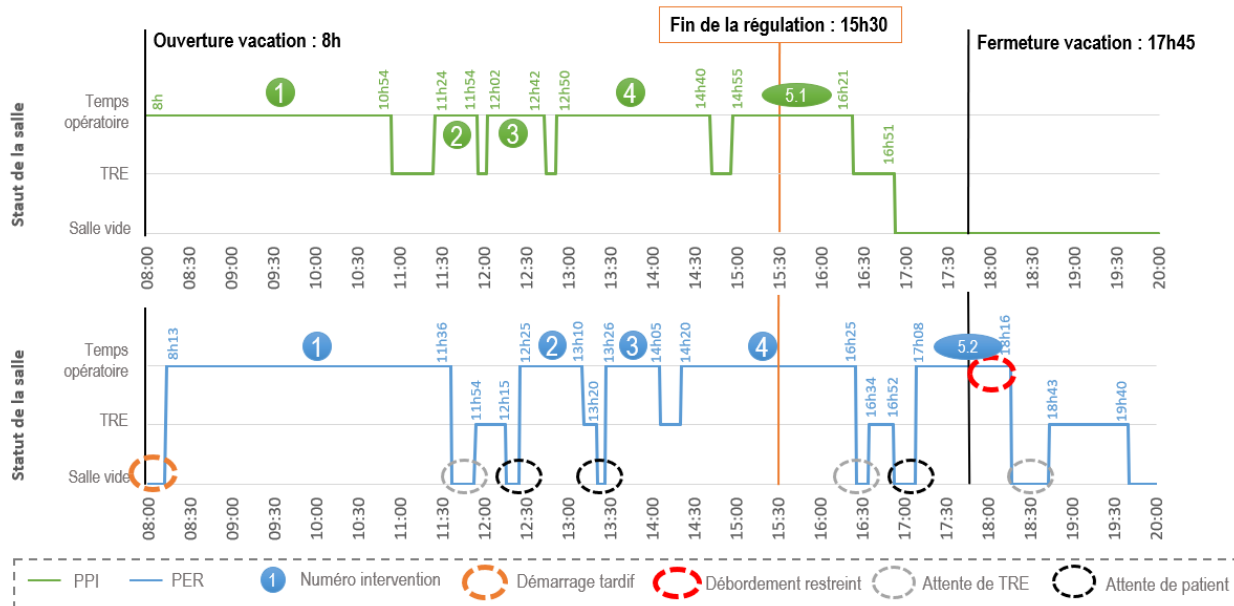 Ouverture vacation : 8h
Fin de la régulation : 15h30
Fermeture vacation : 17h45
Staut de la salle
Temps
opératoire
TRE
Salle vide
8h
1
10h54
11h24
2
11h54
12h02
3
12h42
12h50
4
14h40
14h55
5.1
16h21
16h51
08:00
08:30
09:00
09:30
10:00
10:30
11:00
11:30
12:00
12:30
13:00
13:30
14:00
14:30
15:00
15:30
16:00
16:30
17:00
17:30
18:00
18:30
19:00
19:30
20:00
Statut de la salle
Temps
opératoire
TRE
Salle vide
8h13
1
11h36
11h54
12h15
12h25
2
13h10
13h20
13h26
3
14h05
14h20
4
16h25
16h34
16h52
17h08
5.2
18h16
18h43
19h40
08:00
08:30
09:00
09:30
10:00
10:30
11:00
11:30
12:00
12:30
13:00
13:30
14:00
14:30
15:00
15:30
16:00
16:30
17:00
17:30
18:00
18:30
19:00
19:30
20:00
PPI
PER
1 Numéro intervention
Démarrage tardif
Débordement restreint
Attente de TRE
Attente de patient